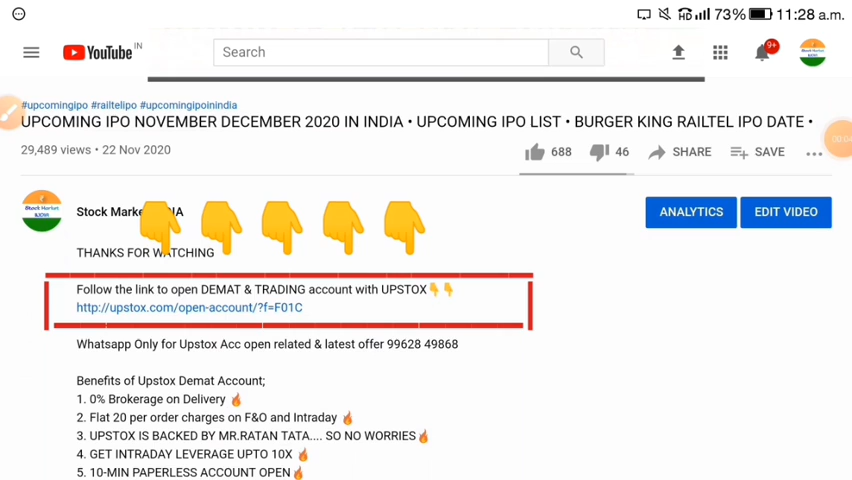 HD 73% 11:28 a.m.
YouTube IN
Search
9+
#upcomingipo #railtelipo #upcomingipoinindia
UPCOMING IPO NOVEMBER DECEMBER 2020 IN INDIA • UPCOMING IPO LIST • BURGER KING RAILTEL IPO DATE •
29,489 views • 22 Nov 2020
688 46 SHARE SAVE
Stock Marke IA
ANALYTICS EDIT VIDEO
THANKS FOR WATCHING
Follow the link to open DEMAT & TRADING account with UPSTOX👇👇
http://upstox.com/open-account/?f=F01C
Whatsapp Only for Upstox Acc open related & latest offer 99628 49868
Benefits of Upstox Demat Account;
1. 0% Brokerage on Delivery 🔥
2. Flat 20 per order charges on F&O and Intraday 🔥
3. UPSTOX IS BACKED BY MR.RATAN TATA.... SO NO WORRIES🔥
4. GET INTRADAY LEVERAGE UPTO 10X 🔥
5. 10-MIN PAPERLESS ACCOUNT OPEN🔥